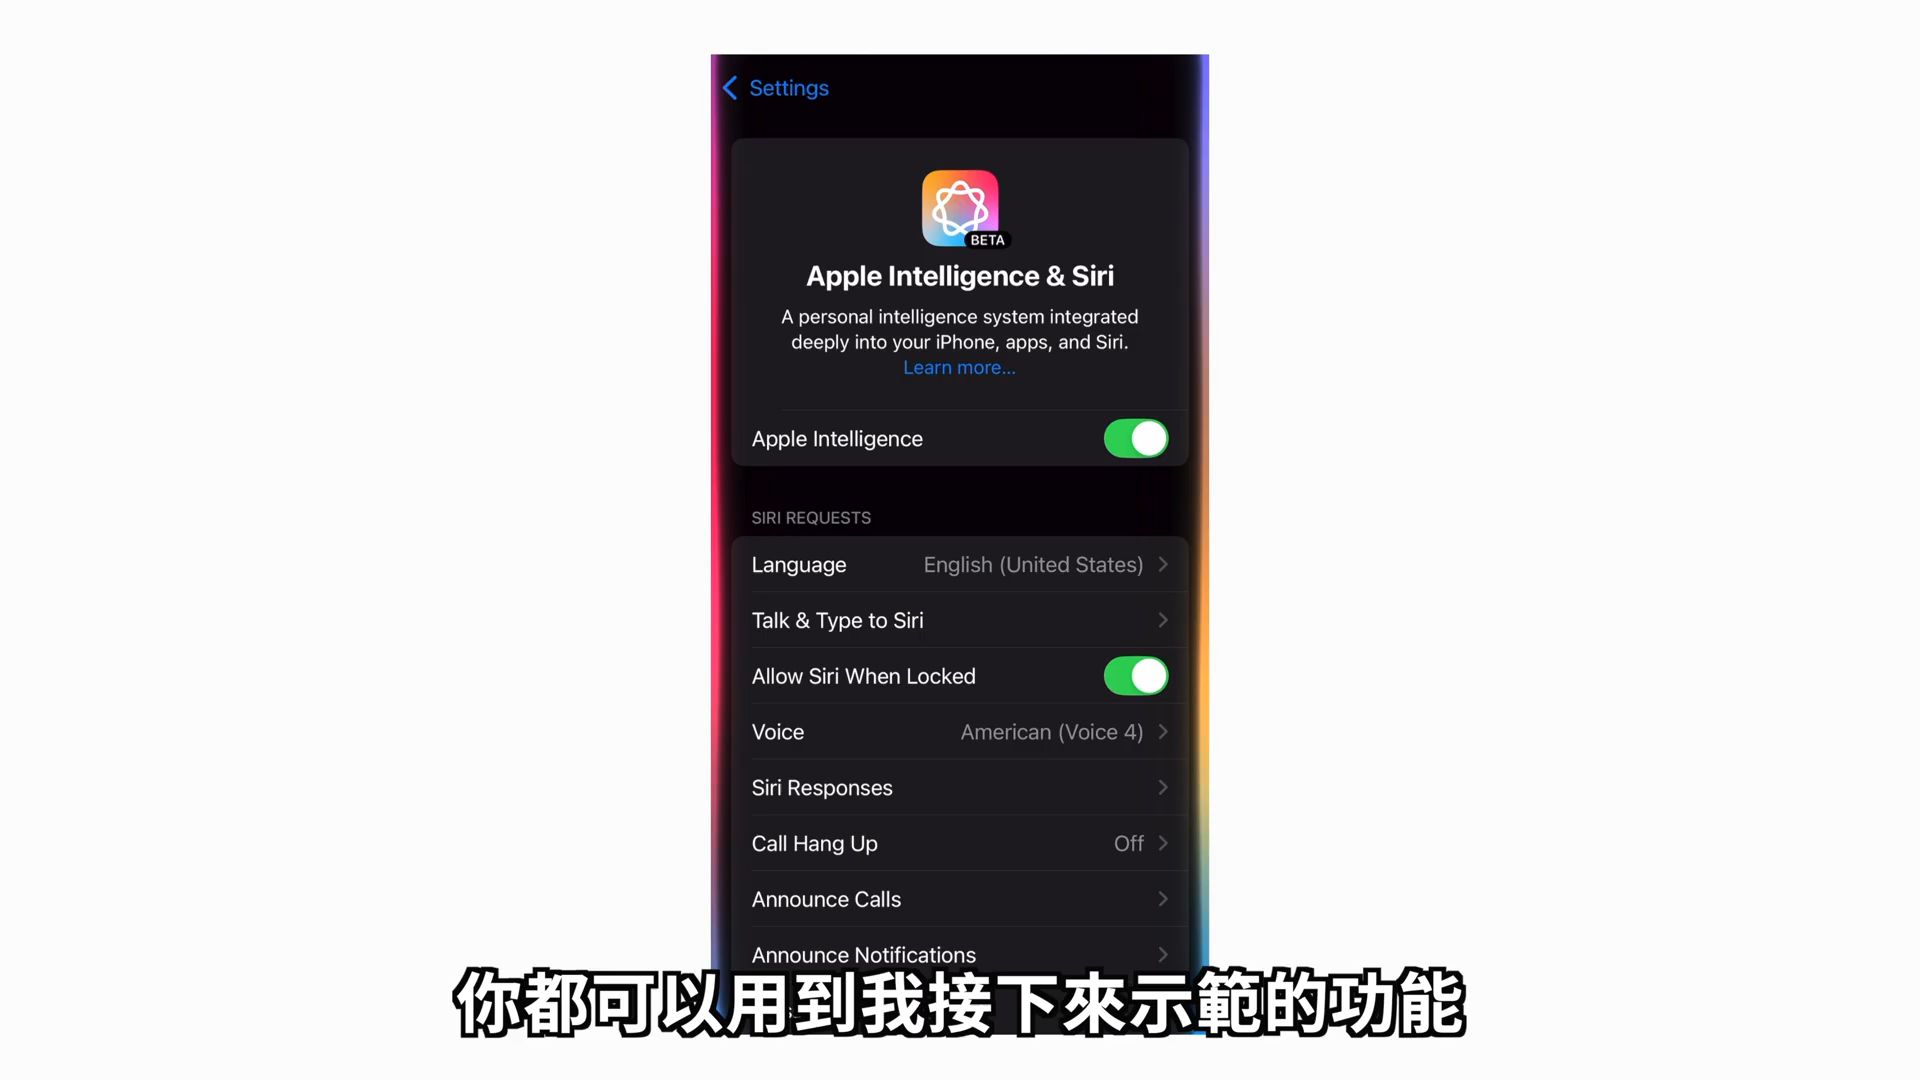 Settings
BETA
Apple Intelligence & Siri
A personal intelligence system integrated
deeply into your iPhone, apps, and Siri.
Learn more...
Apple Intelligence
SIRI REQUESTS
Language English (United States)
Talk & Type to Siri
Allow Siri When Locked
Voice American (Voice 4)
Siri Responses
Call Hang Up Off
Announce Calls
Announce Notifications
你都可以用到我接下來示範的功能